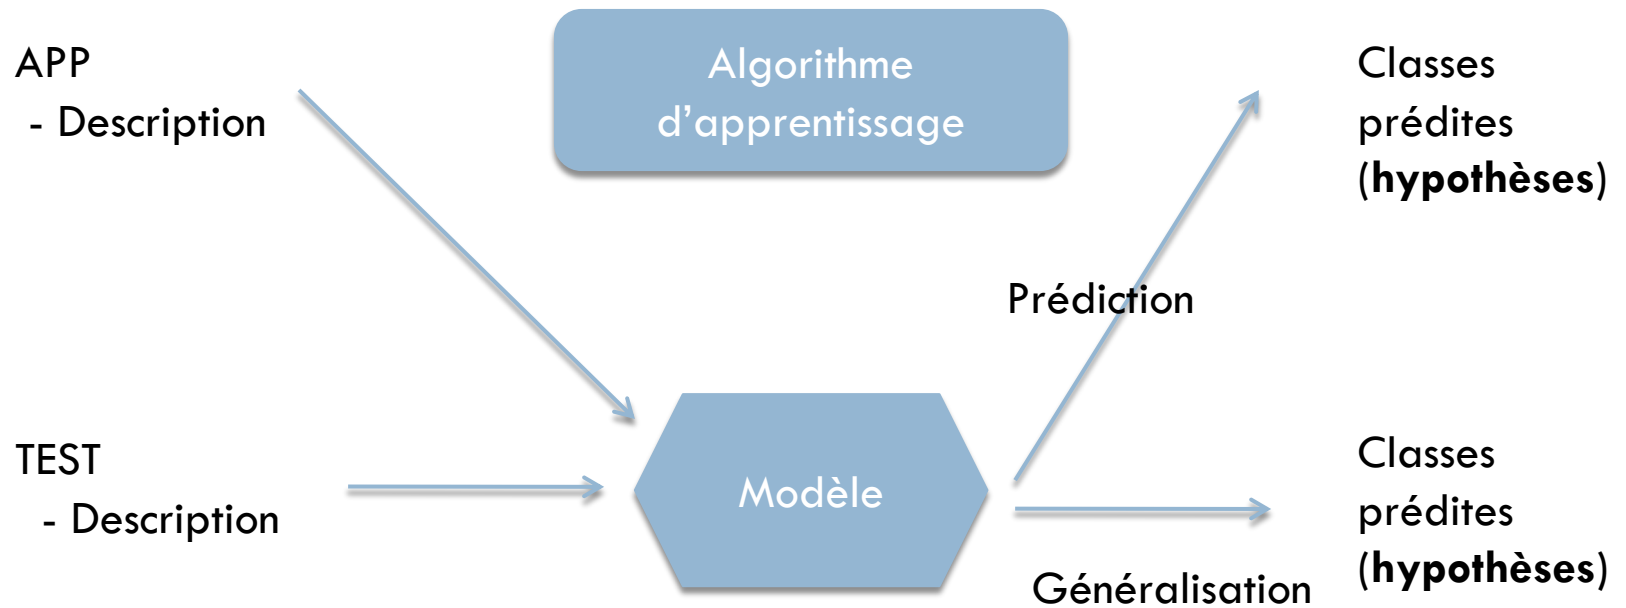 APP
- Description
Algorithme
d’apprentissage
Classes
prédites
(hypothèses)
Prédiction
TEST
- Description
Modèle
Classes
prédites
(hypothèses)
Généralisation